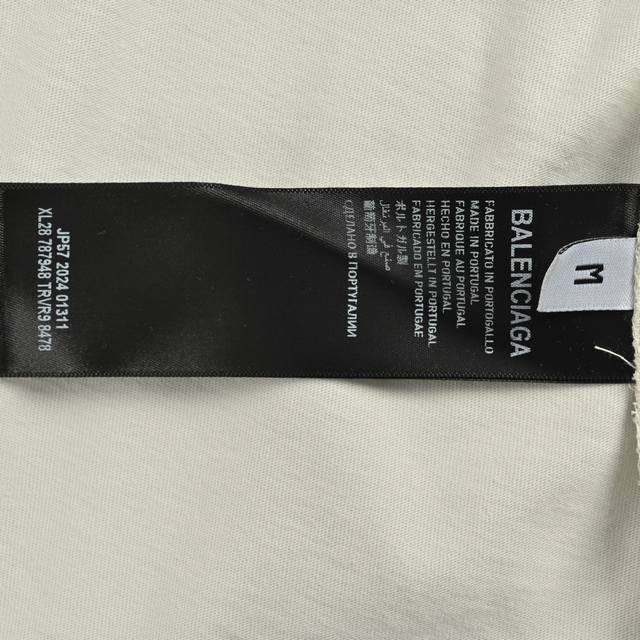 M
BALENCIAGA
FABBRICATO IN PORTOGALLO
MADE IN PORTUGAL
FABRIQUE AU PORTUGAL
HECHO EN PORTUGAL
HERGESTELLT IN PORTUGAL
FABRICADO EM PORTUGAE
ポルトガル製
صنع في البرتغال
葡萄牙制造
СДЕЛАНО В ПОРТУГАЛИИ
JP57 2024 01311
XL28 787948 TRVR9 8478